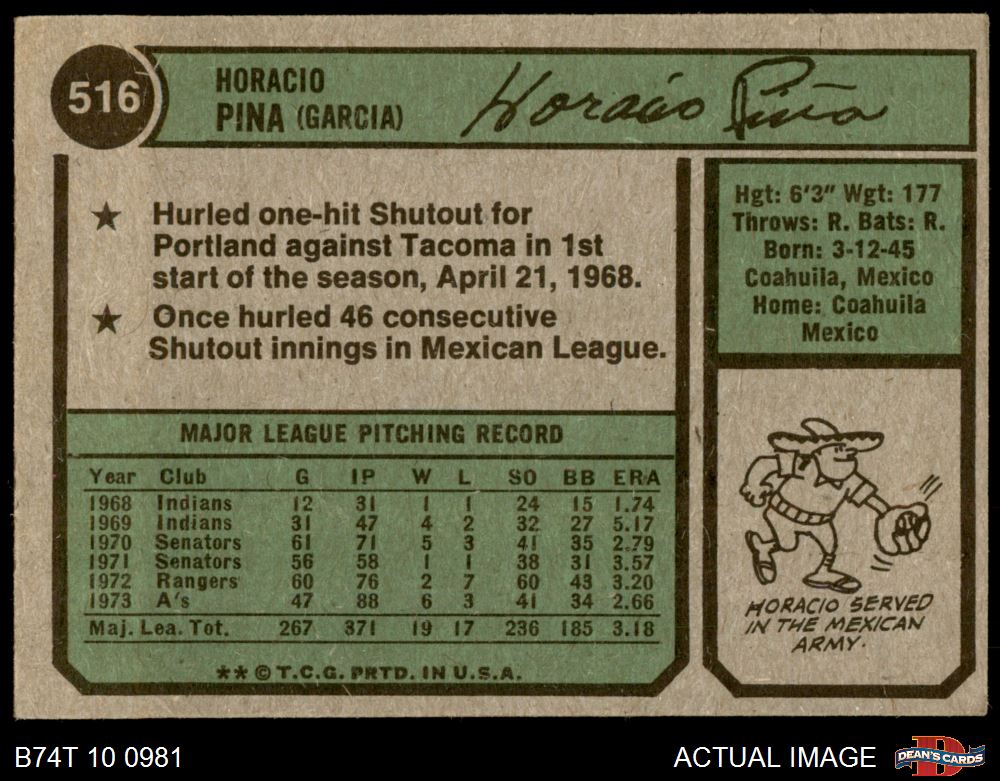 516
HORACIO
PINA (GARCIA)
Horacio Piña
★ Hurled one-hit Shutout for
Portland against Tacoma in 1st
start of the season, April 21, 1968.
★ Once hurled 46 consecutive
Shutout innings in Mexican League.
Hgt: 6'3" Wgt: 177
Throws: R. Bats: R.
Born: 3-12-45
Coahuila, Mexico
Home: Coahuila
Mexico
MAJOR LEAGUE PITCHING RECORD
Year Club G IP W L SO BB ERA
1968 Indians 12 31 1 1 24 15 1.74
1969 Indians 31 47 4 2 32 27 5.17
1970 Senators 61 71 5 3 41 35 2.79
1971 Senators 56 58 1 1 38 31 3.57
1972 Rangers 60 76 2 7 60 43 3.20
1973 A's 47 88 6 3 41 34 2.66
Maj. Lea. Tot. 267 371 19 17 236 185 3.18
** © T.C.G. PRTD. IN U.S.A.
HORACIO SERVED
IN THE MEXICAN
ARMY.
B74T 10 0981
ACTUAL IMAGE
D
DEAN'S CARDS